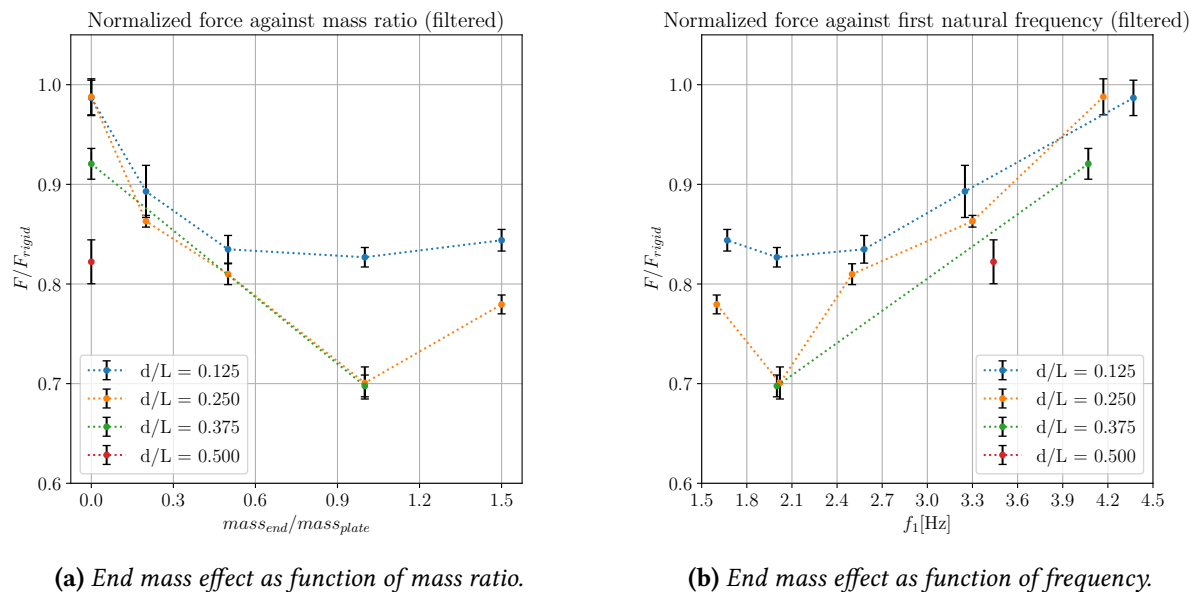 Normalized force against mass ratio (filtered)
1.0
0.9
0.8
0.7
0.6
F/F_rigid
d/L = 0.125
d/L = 0.250
d/L = 0.375
d/L = 0.500
0.0 0.3 0.6 0.9 1.2 1.5
mass_end/mass_plate
(a) End mass effect as function of mass ratio.
Normalized force against first natural frequency (filtered)
1.0
0.9
0.8
0.7
0.6
F/F_rigid
d/L = 0.125
d/L = 0.250
d/L = 0.375
d/L = 0.500
1.5 1.8 2.1 2.4 2.7 3.0 3.3 3.6 3.9 4.2 4.5
f_1[Hz]
(b) End mass effect as function of frequency.